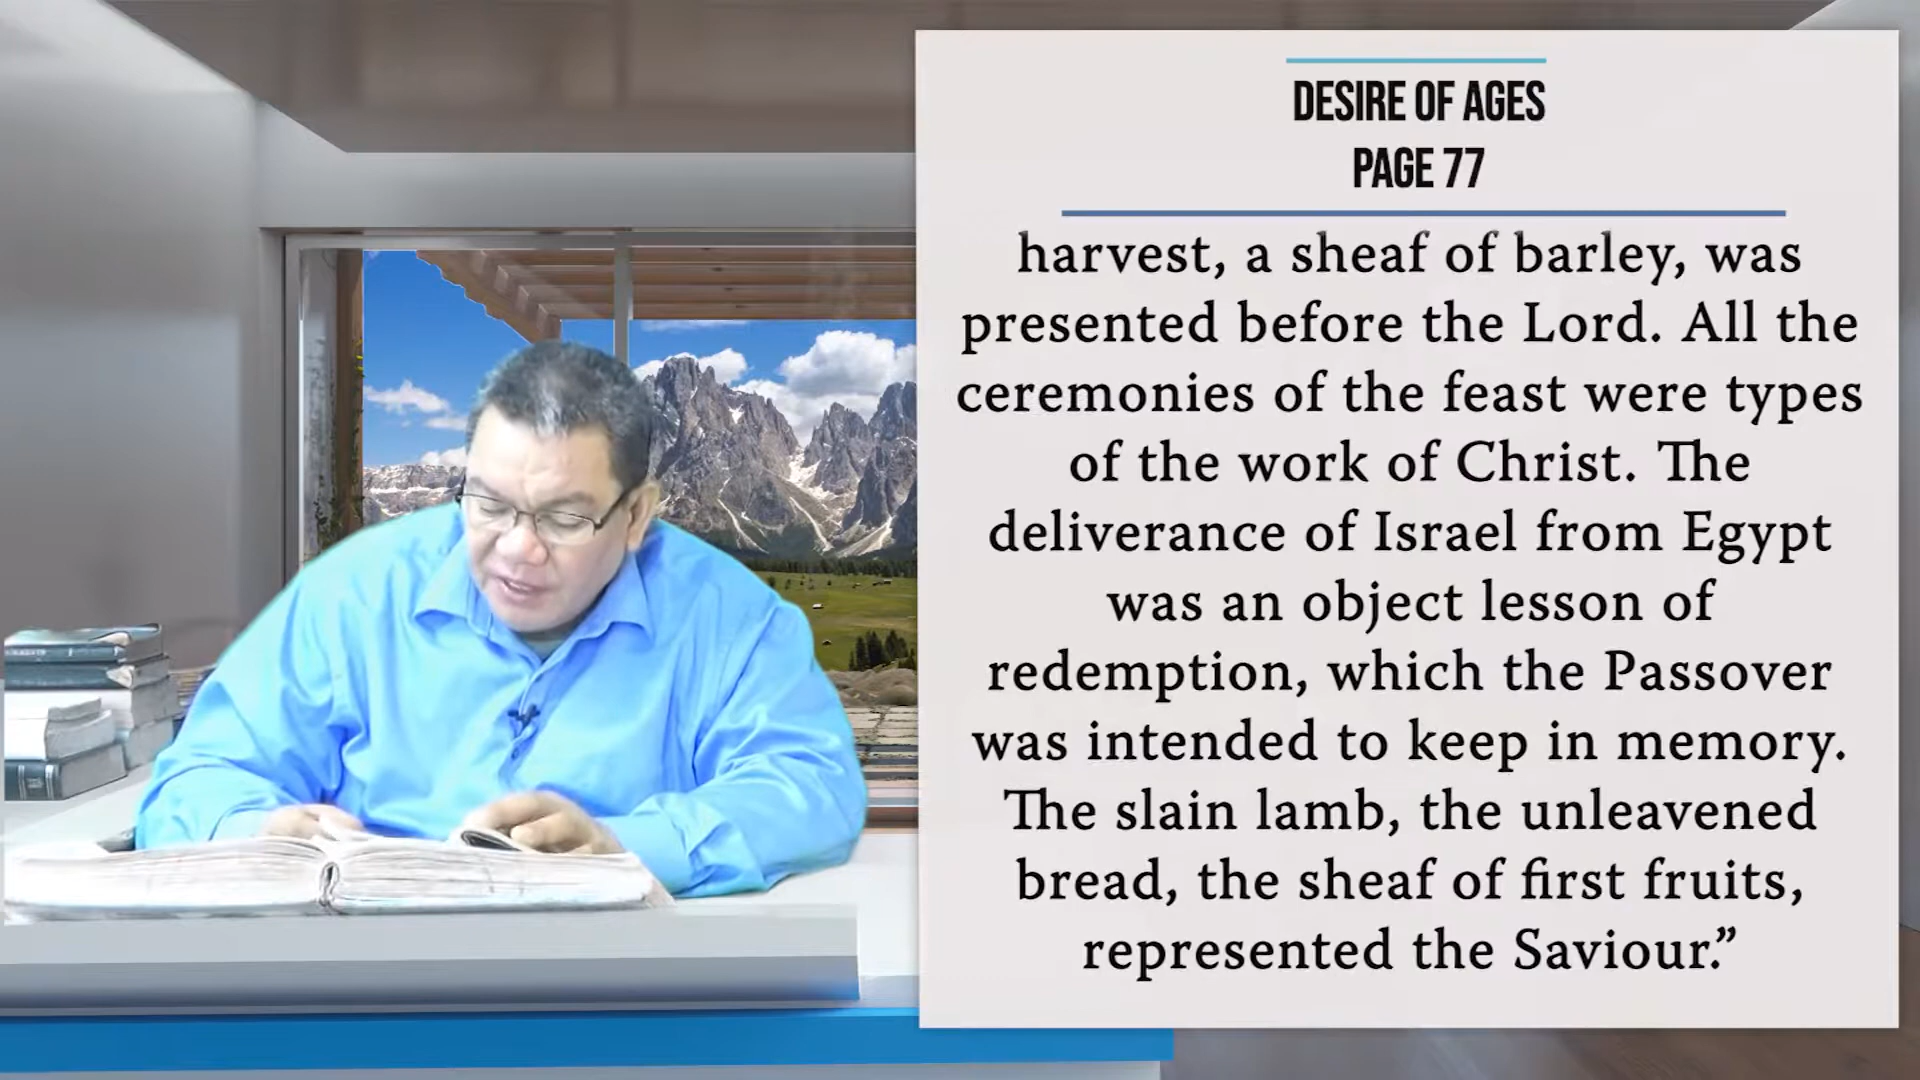 DESIRE OF AGES
PAGE 77
harvest, a sheaf of barley, was
presented before the Lord. All the
ceremonies of the feast were types
of the work of Christ. The
deliverance of Israel from Egypt
was an object lesson of
redemption, which the Passover
was intended to keep in memory.
The slain lamb, the unleavened
bread, the sheaf of first fruits,
represented the Saviour.”